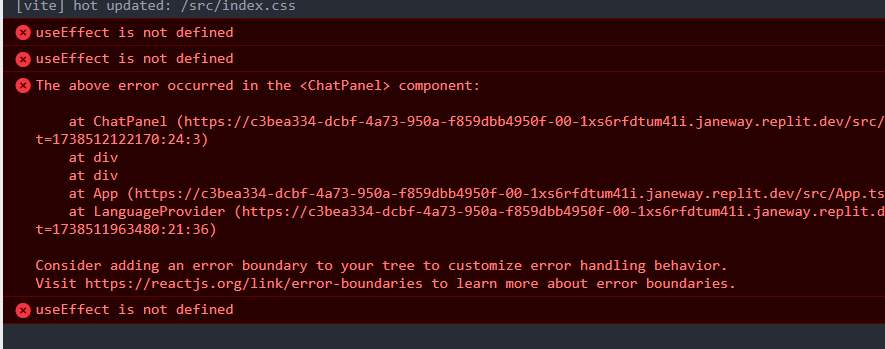 [vite] hot updated: /src/index.css
useEffect is not defined
useEffect is not defined
The above error occurred in the <ChatPanel> component:
at ChatPanel (https://c3bea334-dcbf-4a73-950a-f859dbb4950f-00-1xs6rfdtum41i.janeway.replit.dev/src/
t=1738512122170:24:3)
at div
at div
at App (https://c3bea334-dcbf-4a73-950a-f859dbb4950f-00-1xs6rfdtum41i.janeway.replit.dev/src/App.ts
at LanguageProvider (https://c3bea334-dcbf-4a73-950a-f859dbb4950f-00-1xs6rfdtum41i.janeway.replit.d
t=1738511963480:21:36)
Consider adding an error boundary to your tree to customize error handling behavior.
Visit https://reactjs.org/link/error-boundaries to learn more about error boundaries.
useEffect is not defined